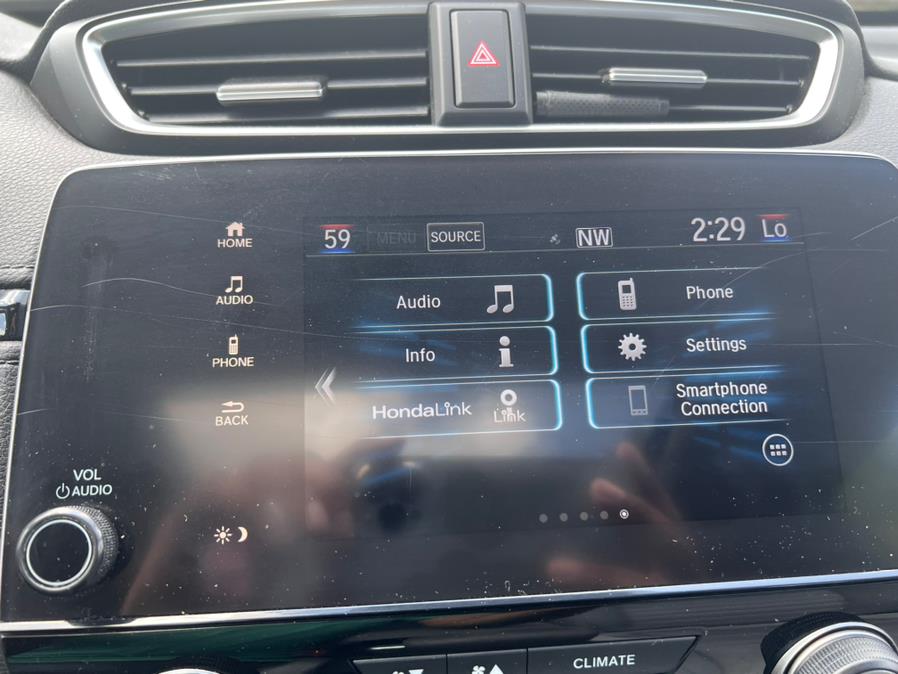 HOME
AUDIO
PHONE
BACK
VOL
AUDIO
59 MENU SOURCE NW 2:29 Lo
Audio
Phone
Info
Settings
HondaLink Link
Smartphone
Connection
CLIMATE